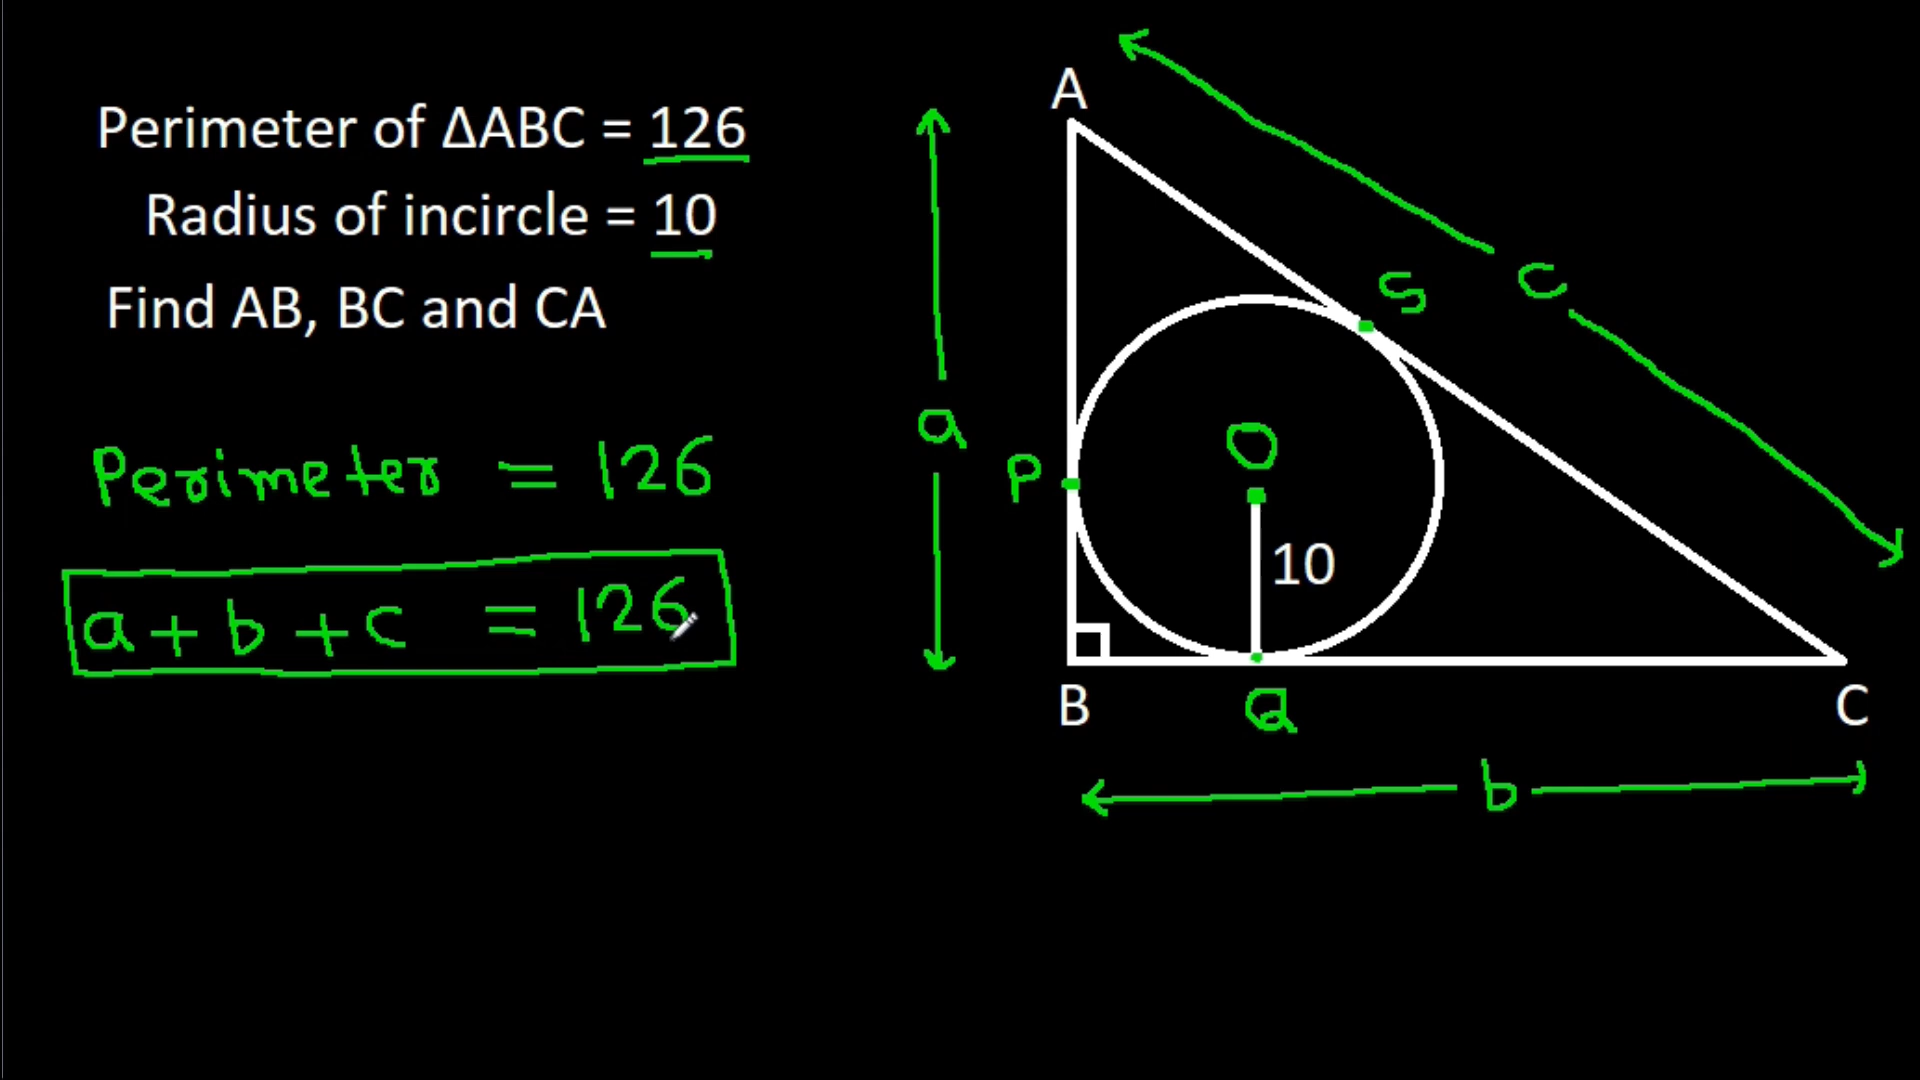 Perimeter of ΔABC = 126
Radius of incircle = 10
Find AB, BC and CA
Perimeter = 126
a + b + c = 126
A
a
c
S
P
O
10
B
Q
C
b